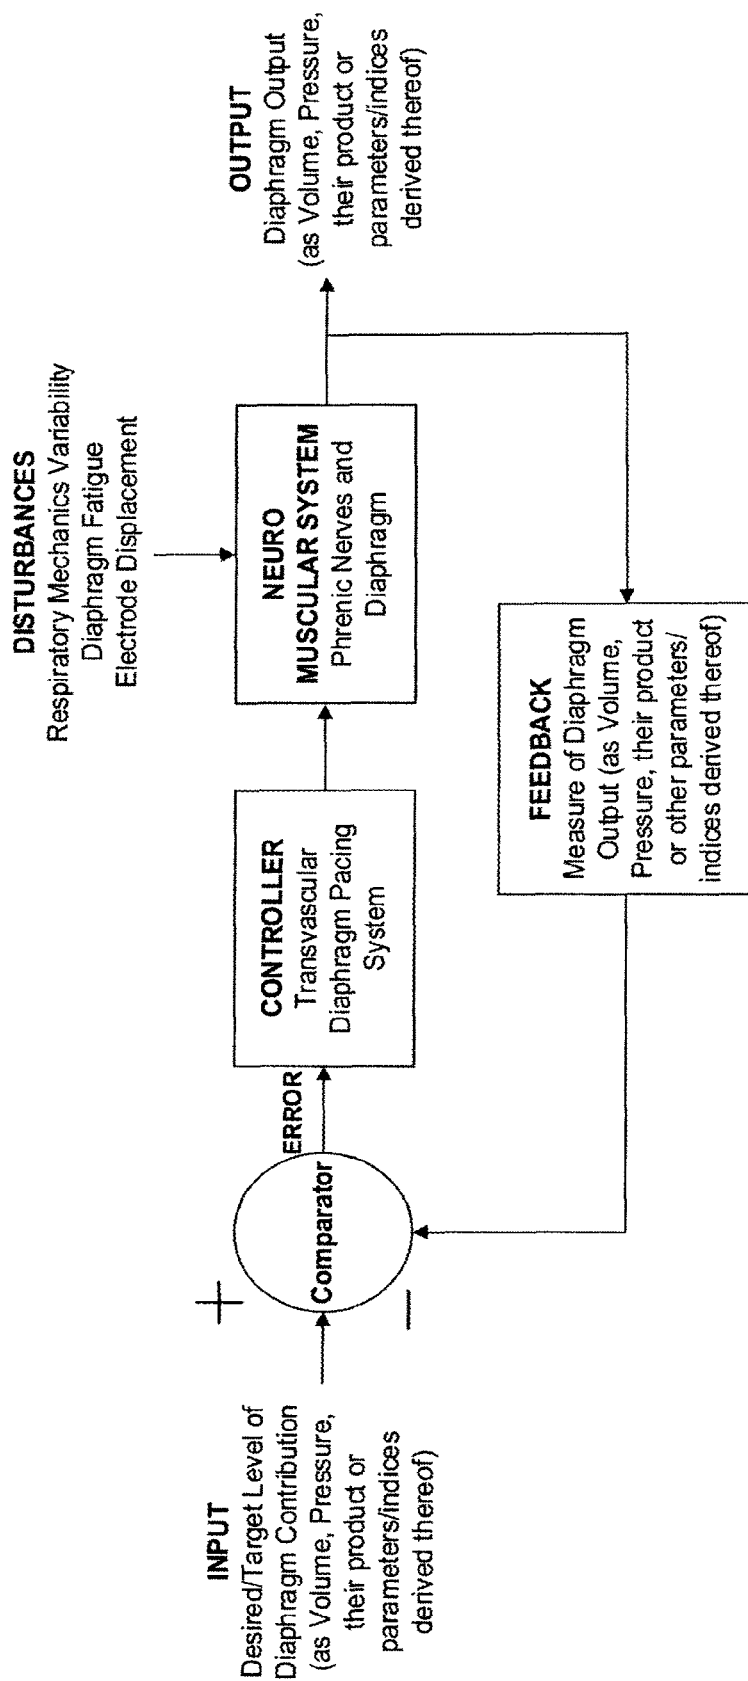 INPUT
Desired/Target Level of
Diaphragm Contribution
(as Volume, Pressure,
their product or
parameters/indices
derived thereof)
+
−
Comparator
ERROR
CONTROLLER
Transvascular
Diaphragm Pacing
System
DISTURBANCES
Respiratory Mechanics Variability
Diaphragm Fatigue
Electrode Displacement
NEURO
MUSCULAR SYSTEM
Phrenic Nerves and
Diaphragm
OUTPUT
Diaphragm Output
(as Volume, Pressure,
their product or
parameters/indices
derived thereof)
FEEDBACK
Measure of Diaphragm
Output (as Volume,
Pressure, their product
or other parameters/
indices derived thereof)